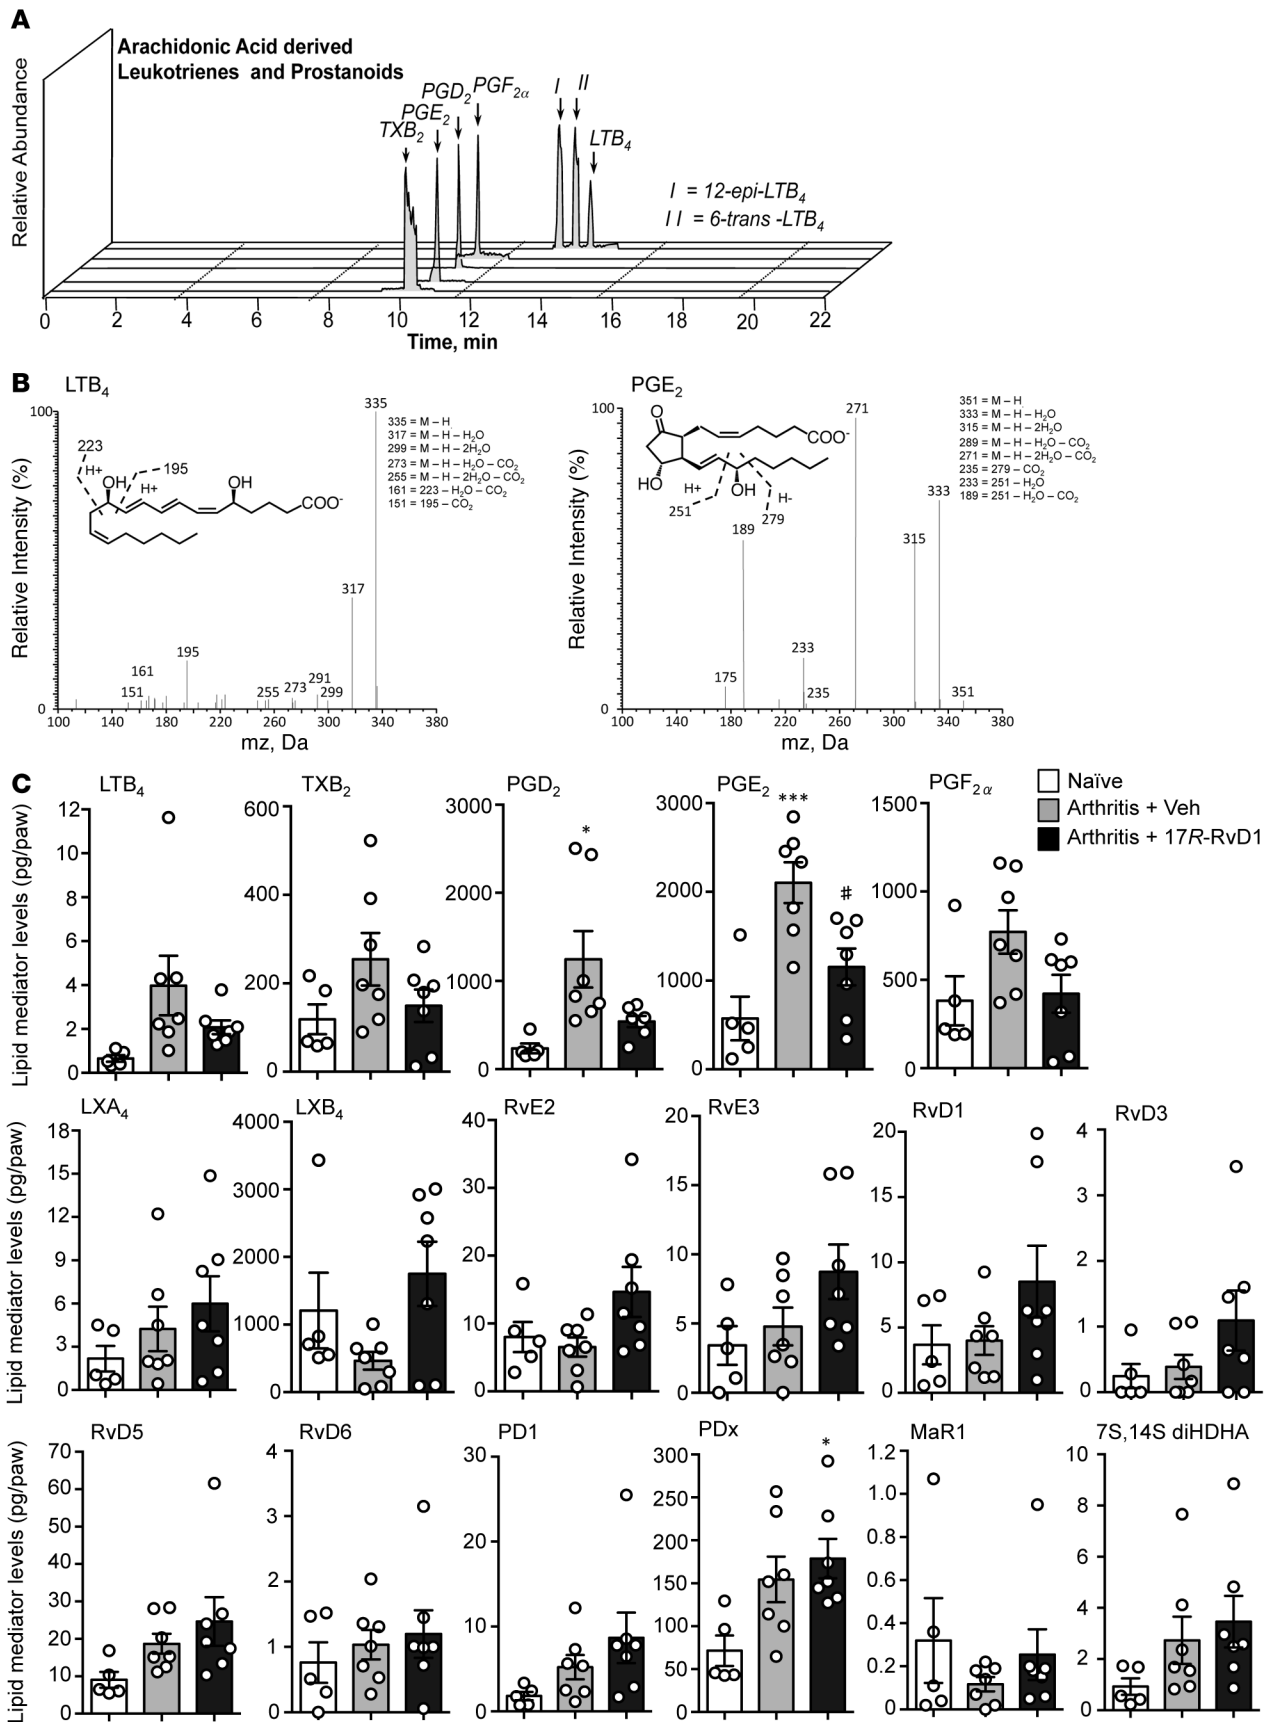 A
Arachidonic Acid derived
Leukotrienes and Prostanoids
Relative Abundance
TXB2
PGE2
PGD2
PGF2α
I
II
LTB4
I = 12-epi-LTB4
I I = 6-trans -LTB4
0 2 4 6 8 10 12 14 16 18 20 22
Time, min
B
LTB4
100
0
Relative Intensity (%)
223
H+
195
OH
H+
OH
COO-
335
317
195
161
151
255
273
291
299
335 = M – H
317 = M – H – H2O
299 = M – H – 2H2O
273 = M – H – H2O – CO2
255 = M – H – 2H2O – CO2
161 = 223 – H2O – CO2
151 = 195 – CO2
100 140 180 220 260 300 340 380
mz, Da
PGE2
100
0
Relative Intensity (%)
O
COO-
HO
H+
OH
H-
251
279
271
333
315
189
233
175
235
351
351 = M – H
333 = M – H – H2O
315 = M – H – 2H2O
289 = M – H – H2O – CO2
271 = M – H – 2H2O – CO2
235 = 279 – CO2
233 = 251 – H2O
189 = 251 – H2O – CO2
100 140 180 220 260 300 340 380
mz, Da
C
Naïve
Arthritis + Veh
Arthritis + 17R-RvD1
Lipid mediator levels (pg/paw)
LTB4
12
10
8
6
4
2
0
TXB2
600
400
200
0
PGD2
3000
2000
1000
0
*
PGE2
3000
2000
1000
0
***
#
PGF2α
1500
1000
500
0
Lipid mediator levels (pg/paw)
LXA4
18
15
12
9
6
3
0
LXB4
4000
3000
2000
1000
0
RvE2
40
30
20
10
0
RvE3
20
15
10
5
0
RvD1
20
15
10
5
0
RvD3
4
3
2
1
0
Lipid mediator levels (pg/paw)
RvD5
70
60
50
40
30
20
10
0
RvD6
4
3
2
1
0
PD1
30
20
10
0
PDx
300
250
200
150
100
50
0
*
MaR1
1.2
1.0
0.8
0.6
0.4
0.2
0
7S,14S diHDHA
10
8
6
4
2
0